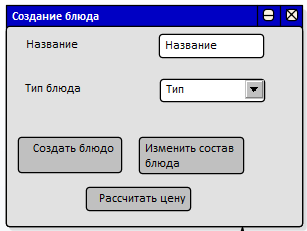 Создание блюда
Название
Название
Тип блюда
Тип
Создать блюдо
Изменить состав
блюда
Рассчитать цену